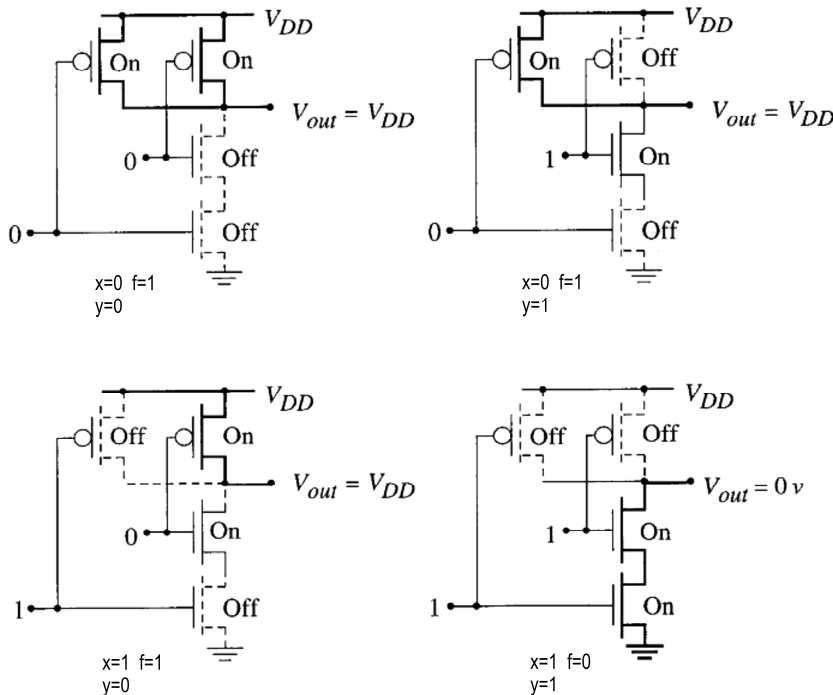 V_DD
On
On
V_out = V_DD
0
Off
0
Off
x=0 f=1
y=0
V_DD
On
Off
V_out = V_DD
1
On
0
Off
x=0 f=1
y=1
V_DD
Off
On
V_out = V_DD
0
On
1
Off
x=1 f=1
y=0
V_DD
Off
Off
V_out = 0 v
1
On
1
On
x=1 f=0
y=1